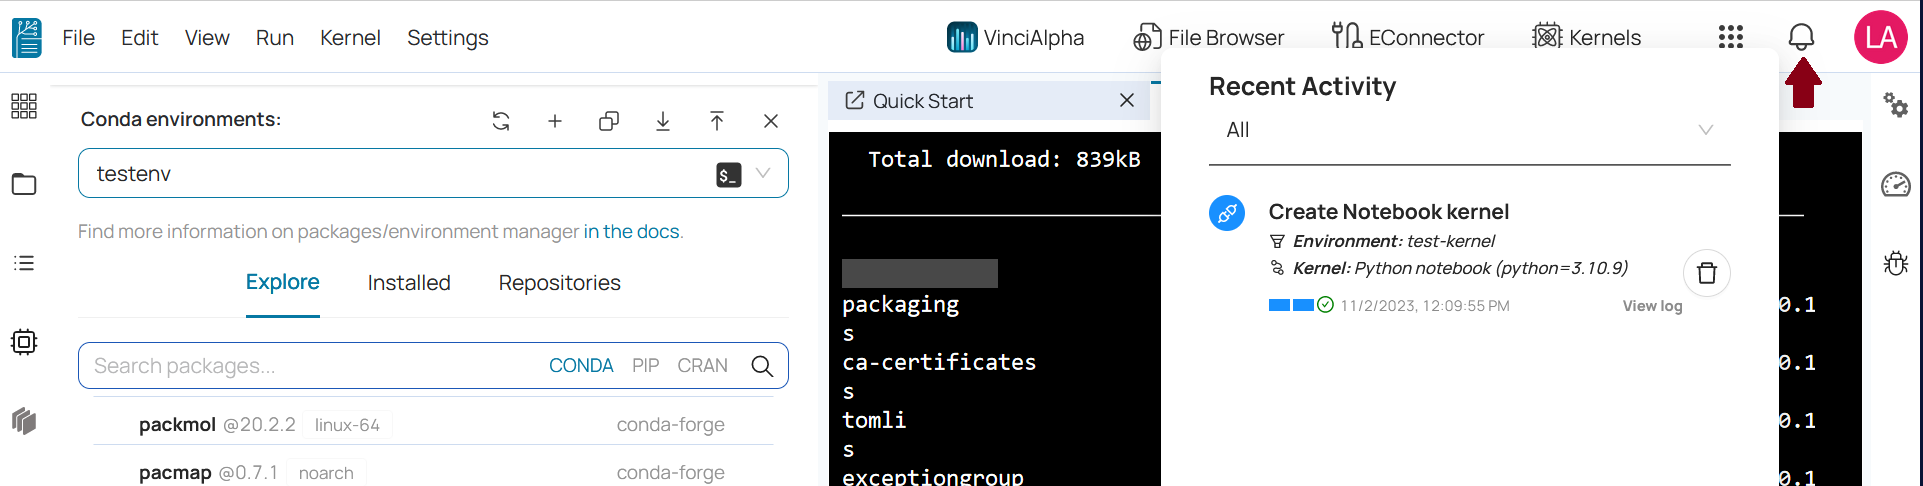 File Edit View Run Kernel Settings VinciAlpha File Browser EConnector Kernels LA
Conda environments:
testenv $_
Find more information on packages/environment manager in the docs.
Explore Installed Repositories
Search packages... CONDA PIP CRAN
packmol @20.2.2 linux-64 conda-forge
pacmap @0.7.1 noarch conda-forge
Quick Start
Total download: 839kB
packaging 0.1
s
ca-certificates 0.1
s
tomli 0.1
s
exceptiongroup 0.1
Recent Activity
All
Create Notebook kernel
Environment: test-kernel
Kernel: Python notebook (python=3.10.9)
11/2/2023, 12:09:55 PM View log